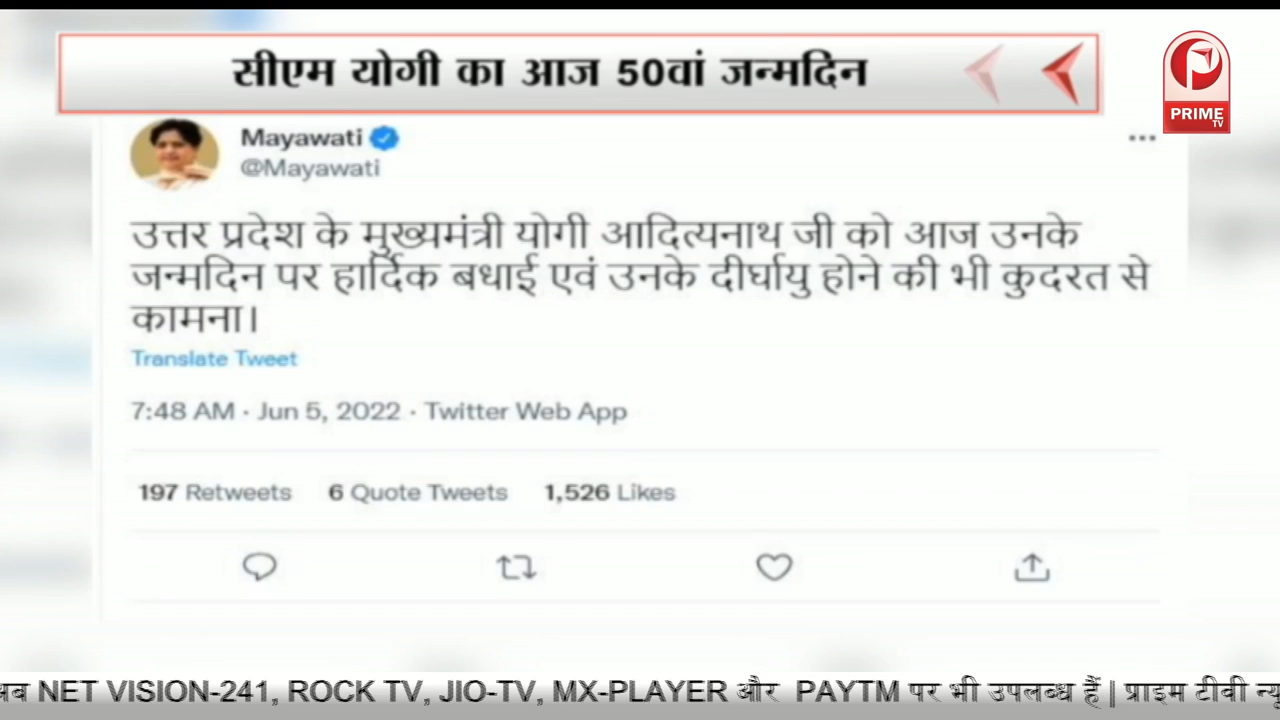 सीएम योगी का आज 50वां जन्मदिन
PRIME
TV
Mayawati
@Mayawati
उत्तर प्रदेश के मुख्यमंत्री योगी आदित्यनाथ जी को आज उनके
जन्मदिन पर हार्दिक बधाई एवं उनके दीर्घायु होने की भी कुदरत से
कामना।
Translate Tweet
7:48 AM · Jun 5, 2022 · Twitter Web App
197 Retweets 6 Quote Tweets 1,526 Likes
अब NET VISION-241, ROCK TV, JIO-TV, MX-PLAYER और PAYTM पर भी उपलब्ध हैं | प्राइम टीवी